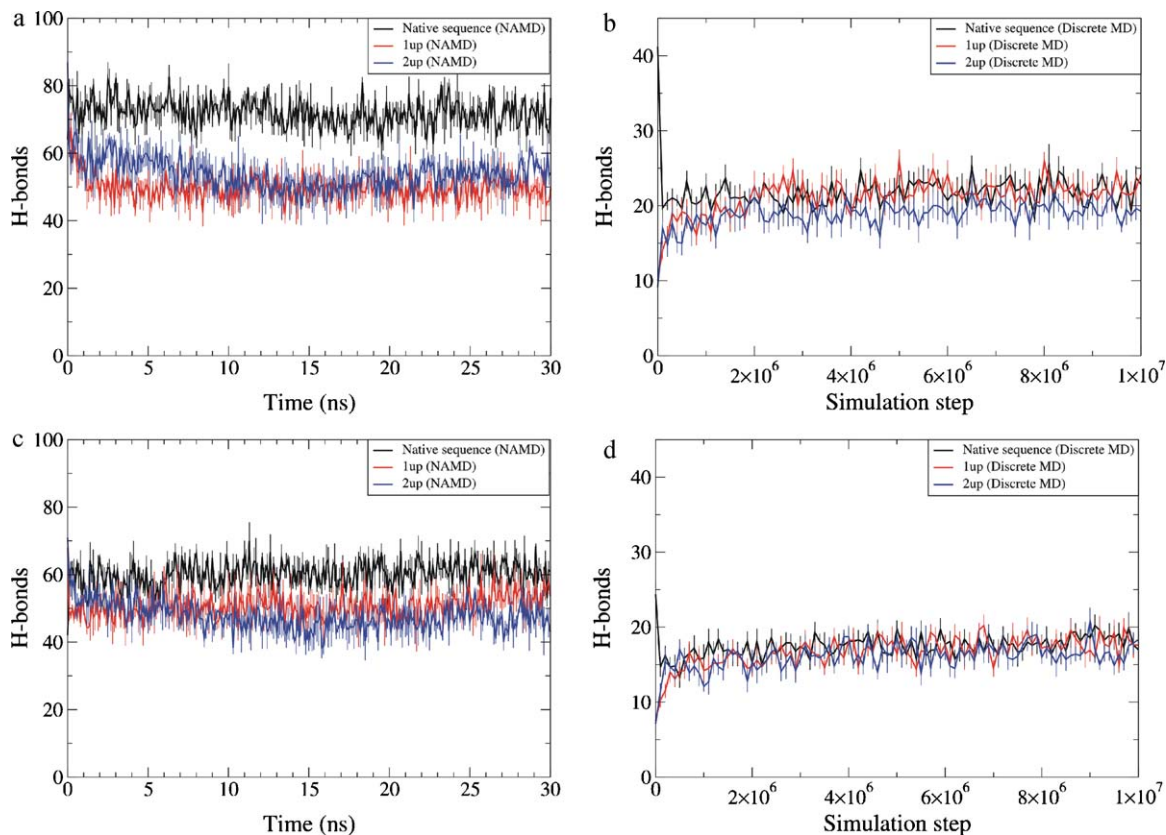 a
100
80
60
40
20
0
H-bonds
Native sequence (NAMD)
1up (NAMD)
2up (NAMD)
0 5 10 15 20 25 30
Time (ns)
b
40
30
20
10
0
H-bonds
Native sequence (Discrete MD)
1up (Discrete MD)
2up (Discrete MD)
2×10⁶ 4×10⁶ 6×10⁶ 8×10⁶ 1×10⁷
Simulation step
c
100
80
60
40
20
0
H-bonds
Native sequence (NAMD)
1up (NAMD)
2up (NAMD)
0 5 10 15 20 25 30
Time (ns)
d
40
30
20
10
0
H-bonds
Native sequence (Discrete MD)
1up (Discrete MD)
2up (Discrete MD)
2×10⁶ 4×10⁶ 6×10⁶ 8×10⁶ 1×10⁷
Simulation step